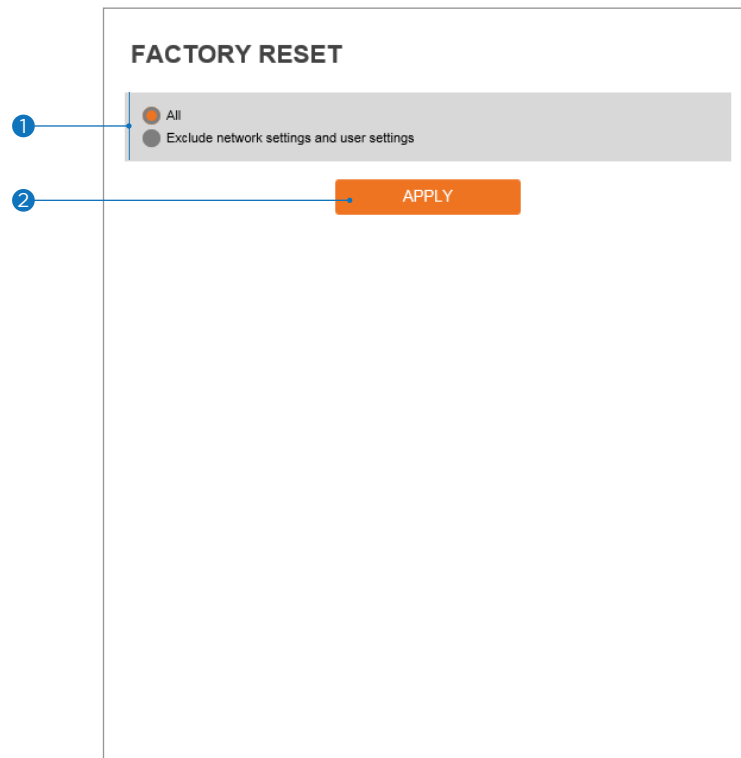 FACTORY RESET
1
All
Exclude network settings and user settings
2
APPLY